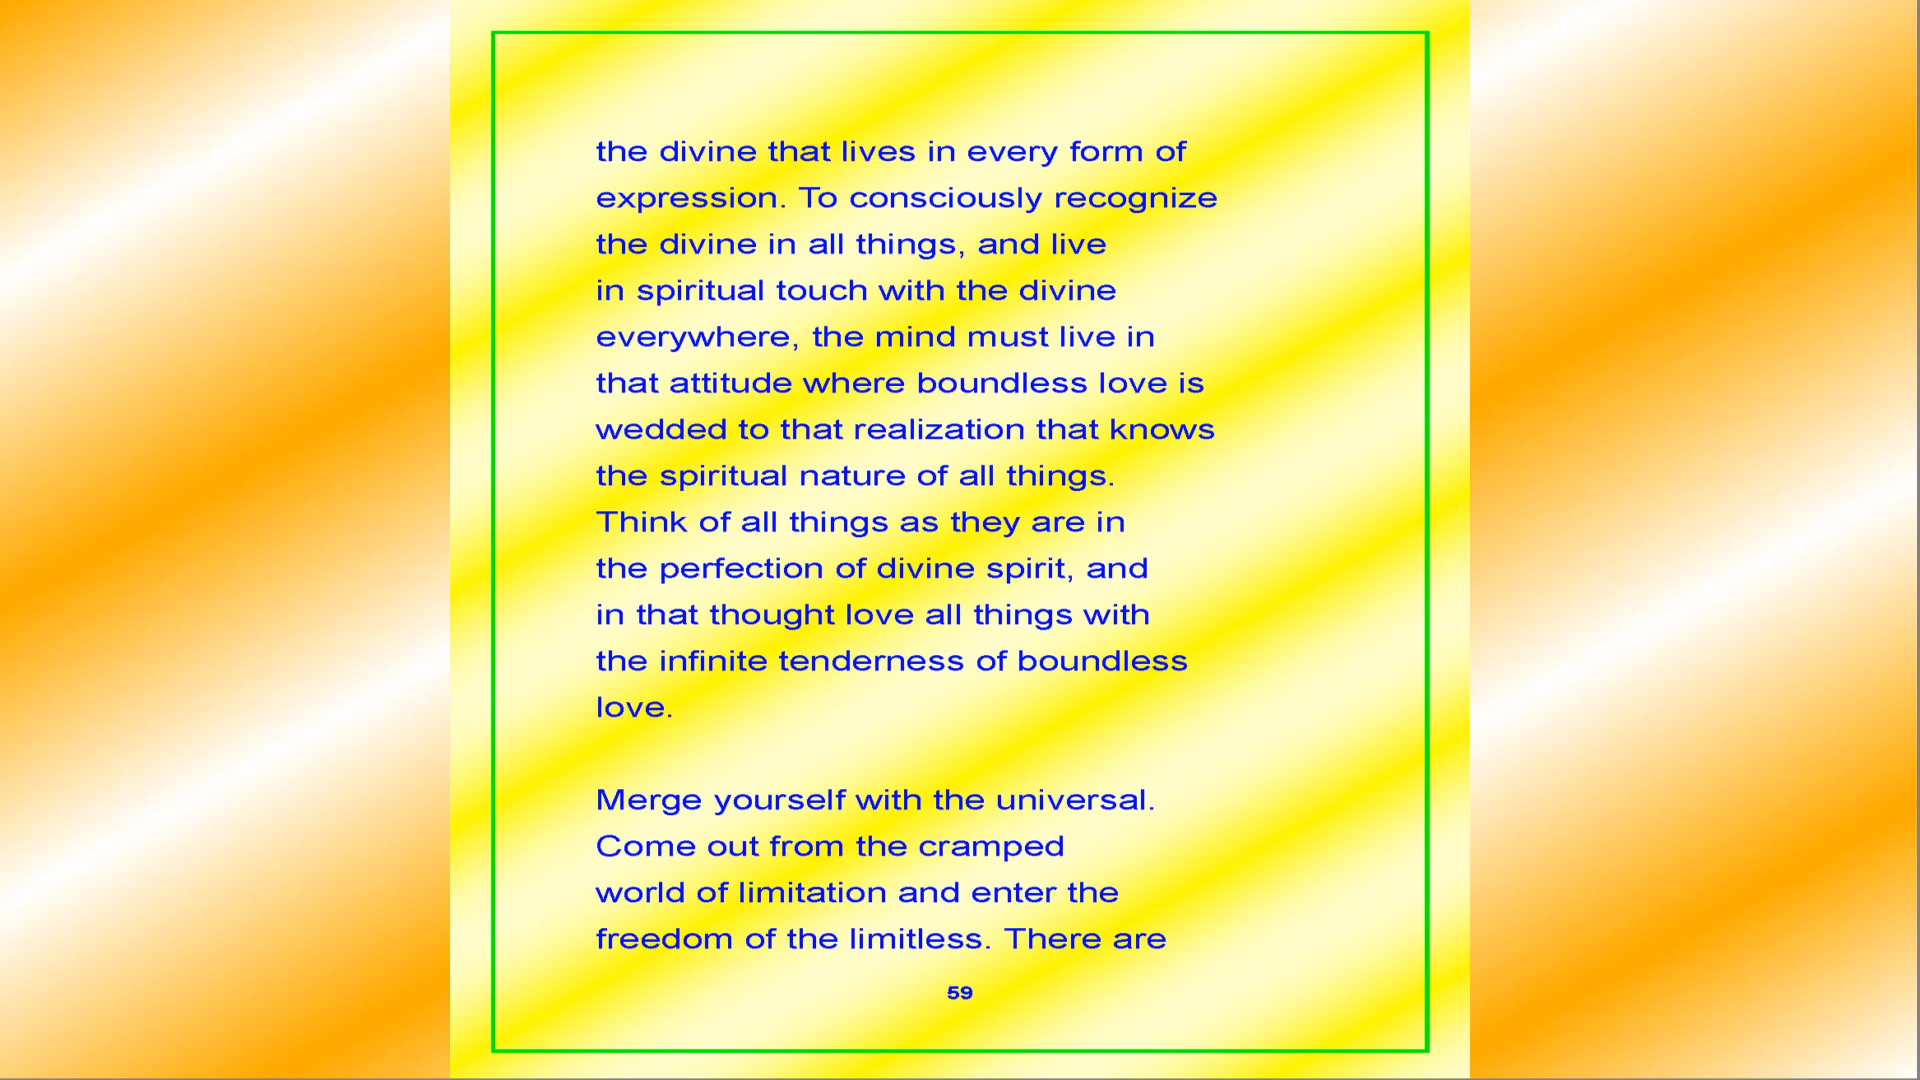 the divine that lives in every form of
expression. To consciously recognize
the divine in all things, and live
in spiritual touch with the divine
everywhere, the mind must live in
that attitude where boundless love is
wedded to that realization that knows
the spiritual nature of all things.
Think of all things as they are in
the perfection of divine spirit, and
in that thought love all things with
the infinite tenderness of boundless
love.
Merge yourself with the universal.
Come out from the cramped
world of limitation and enter the
freedom of the limitless. There are
59